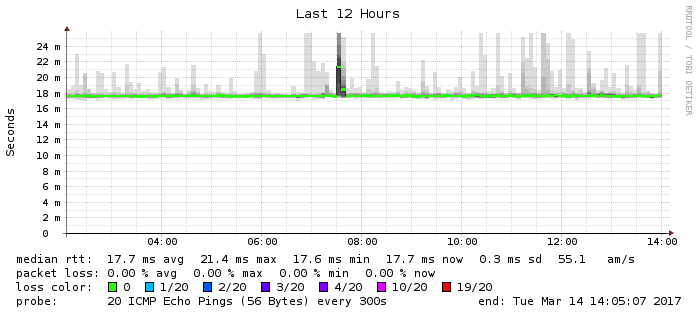 Last 12 Hours
RRDTOOL / TOBI OETIKER
Seconds
24 m
22 m
20 m
18 m
16 m
14 m
12 m
10 m
8 m
6 m
4 m
2 m
0
04:00 06:00 08:00 10:00 12:00 14:00
median rtt: 17.7 ms avg 21.4 ms max 17.6 ms min 17.7 ms now 0.3 ms sd 55.1 am/s
packet loss: 0.00 % avg 0.00 % max 0.00 % min 0.00 % now
loss color: 0 1/20 2/20 3/20 4/20 10/20 19/20
probe: 20 ICMP Echo Pings (56 Bytes) every 300s end: Tue Mar 14 14:05:07 2017